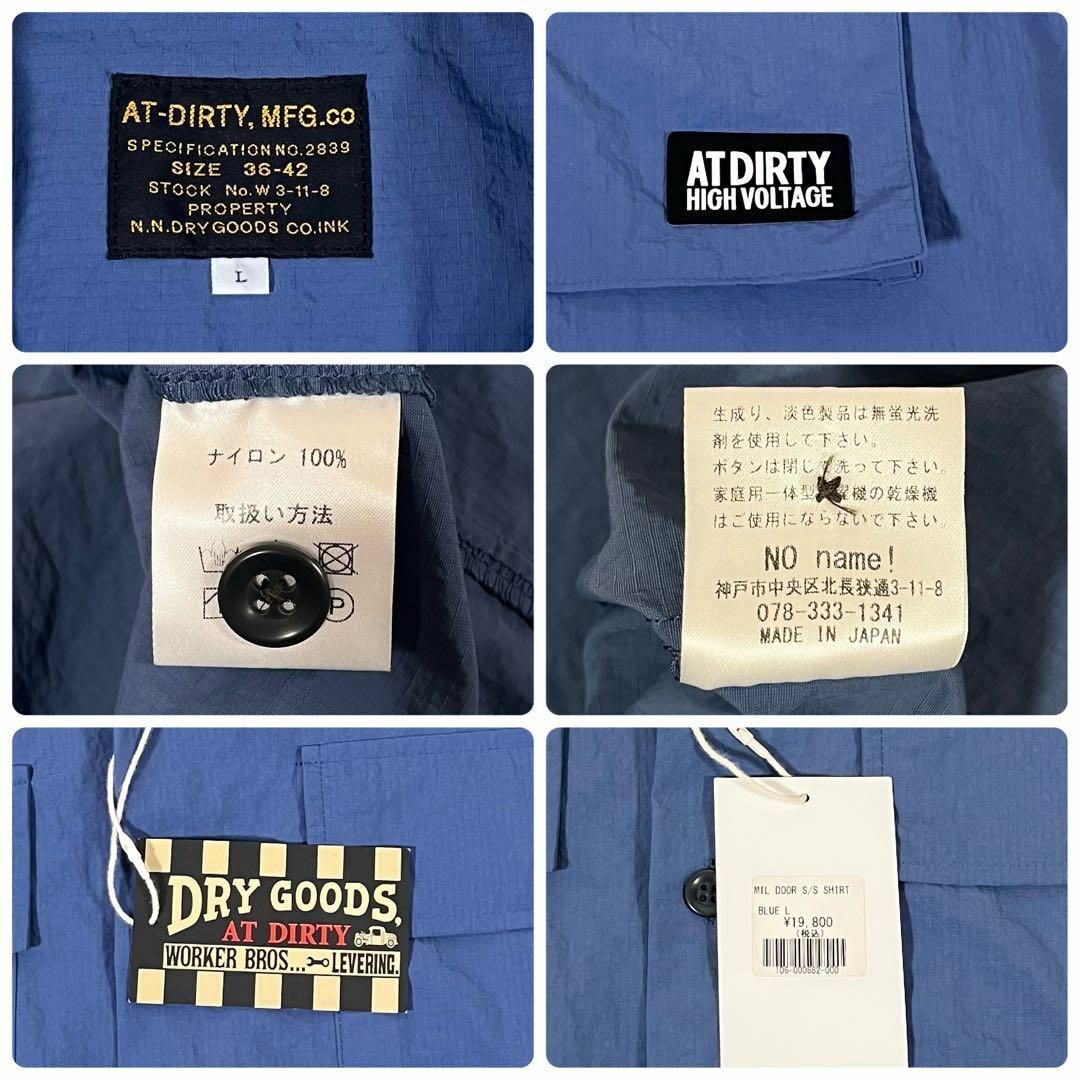 AT-DIRTY, MFG.co
SPECIFICATION NO.2839
SIZE 36-42
STOCK No.W 3-11-8
PROPERTY
N.N.DRYGOODS CO.INK
L
ATDIRTY
HIGH VOLTAGE
ナイロン 100%
取扱い方法
P
生成り、淡色製品は無蛍光洗
剤を使用して下さい。
ボタンは閉じて洗って下さい。
家庭用一体型 機の乾燥機
はご使用にならないで下さい。
NO name!
神戸市中央区北長狭通3-11-8
078-333-1341
MADE IN JAPAN
DRY GOODS,
AT DIRTY
WORKER BROS... LEVERING.
MIL DOOR S/S SHIRT
BLUE L
¥19,800
(税込)
106-000682-000